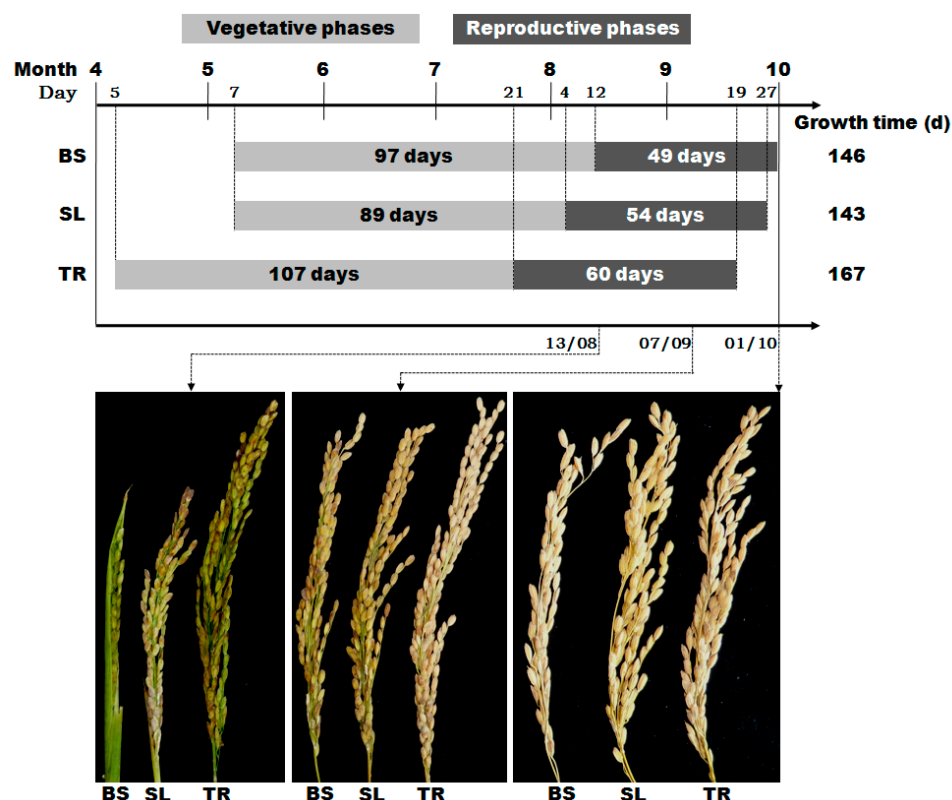 Vegetative phases Reproductive phases
Month 4 5 6 7 8 9 10
Day 5 7 21 4 12 19 27
Growth time (d)
BS 97 days 49 days 146
SL 89 days 54 days 143
TR 107 days 60 days 167
13/08 07/09 01/10
BS SL TR BS SL TR BS SL TR